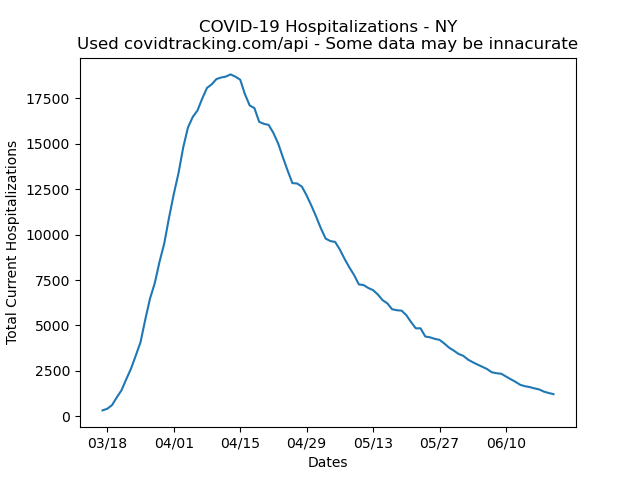 COVID-19 Hospitalizations - NY
Used covidtracking.com/api - Some data may be innacurate
17500
15000
12500
10000
7500
5000
2500
0
Total Current Hospitalizations
03/18 04/01 04/15 04/29 05/13 05/27 06/10
Dates